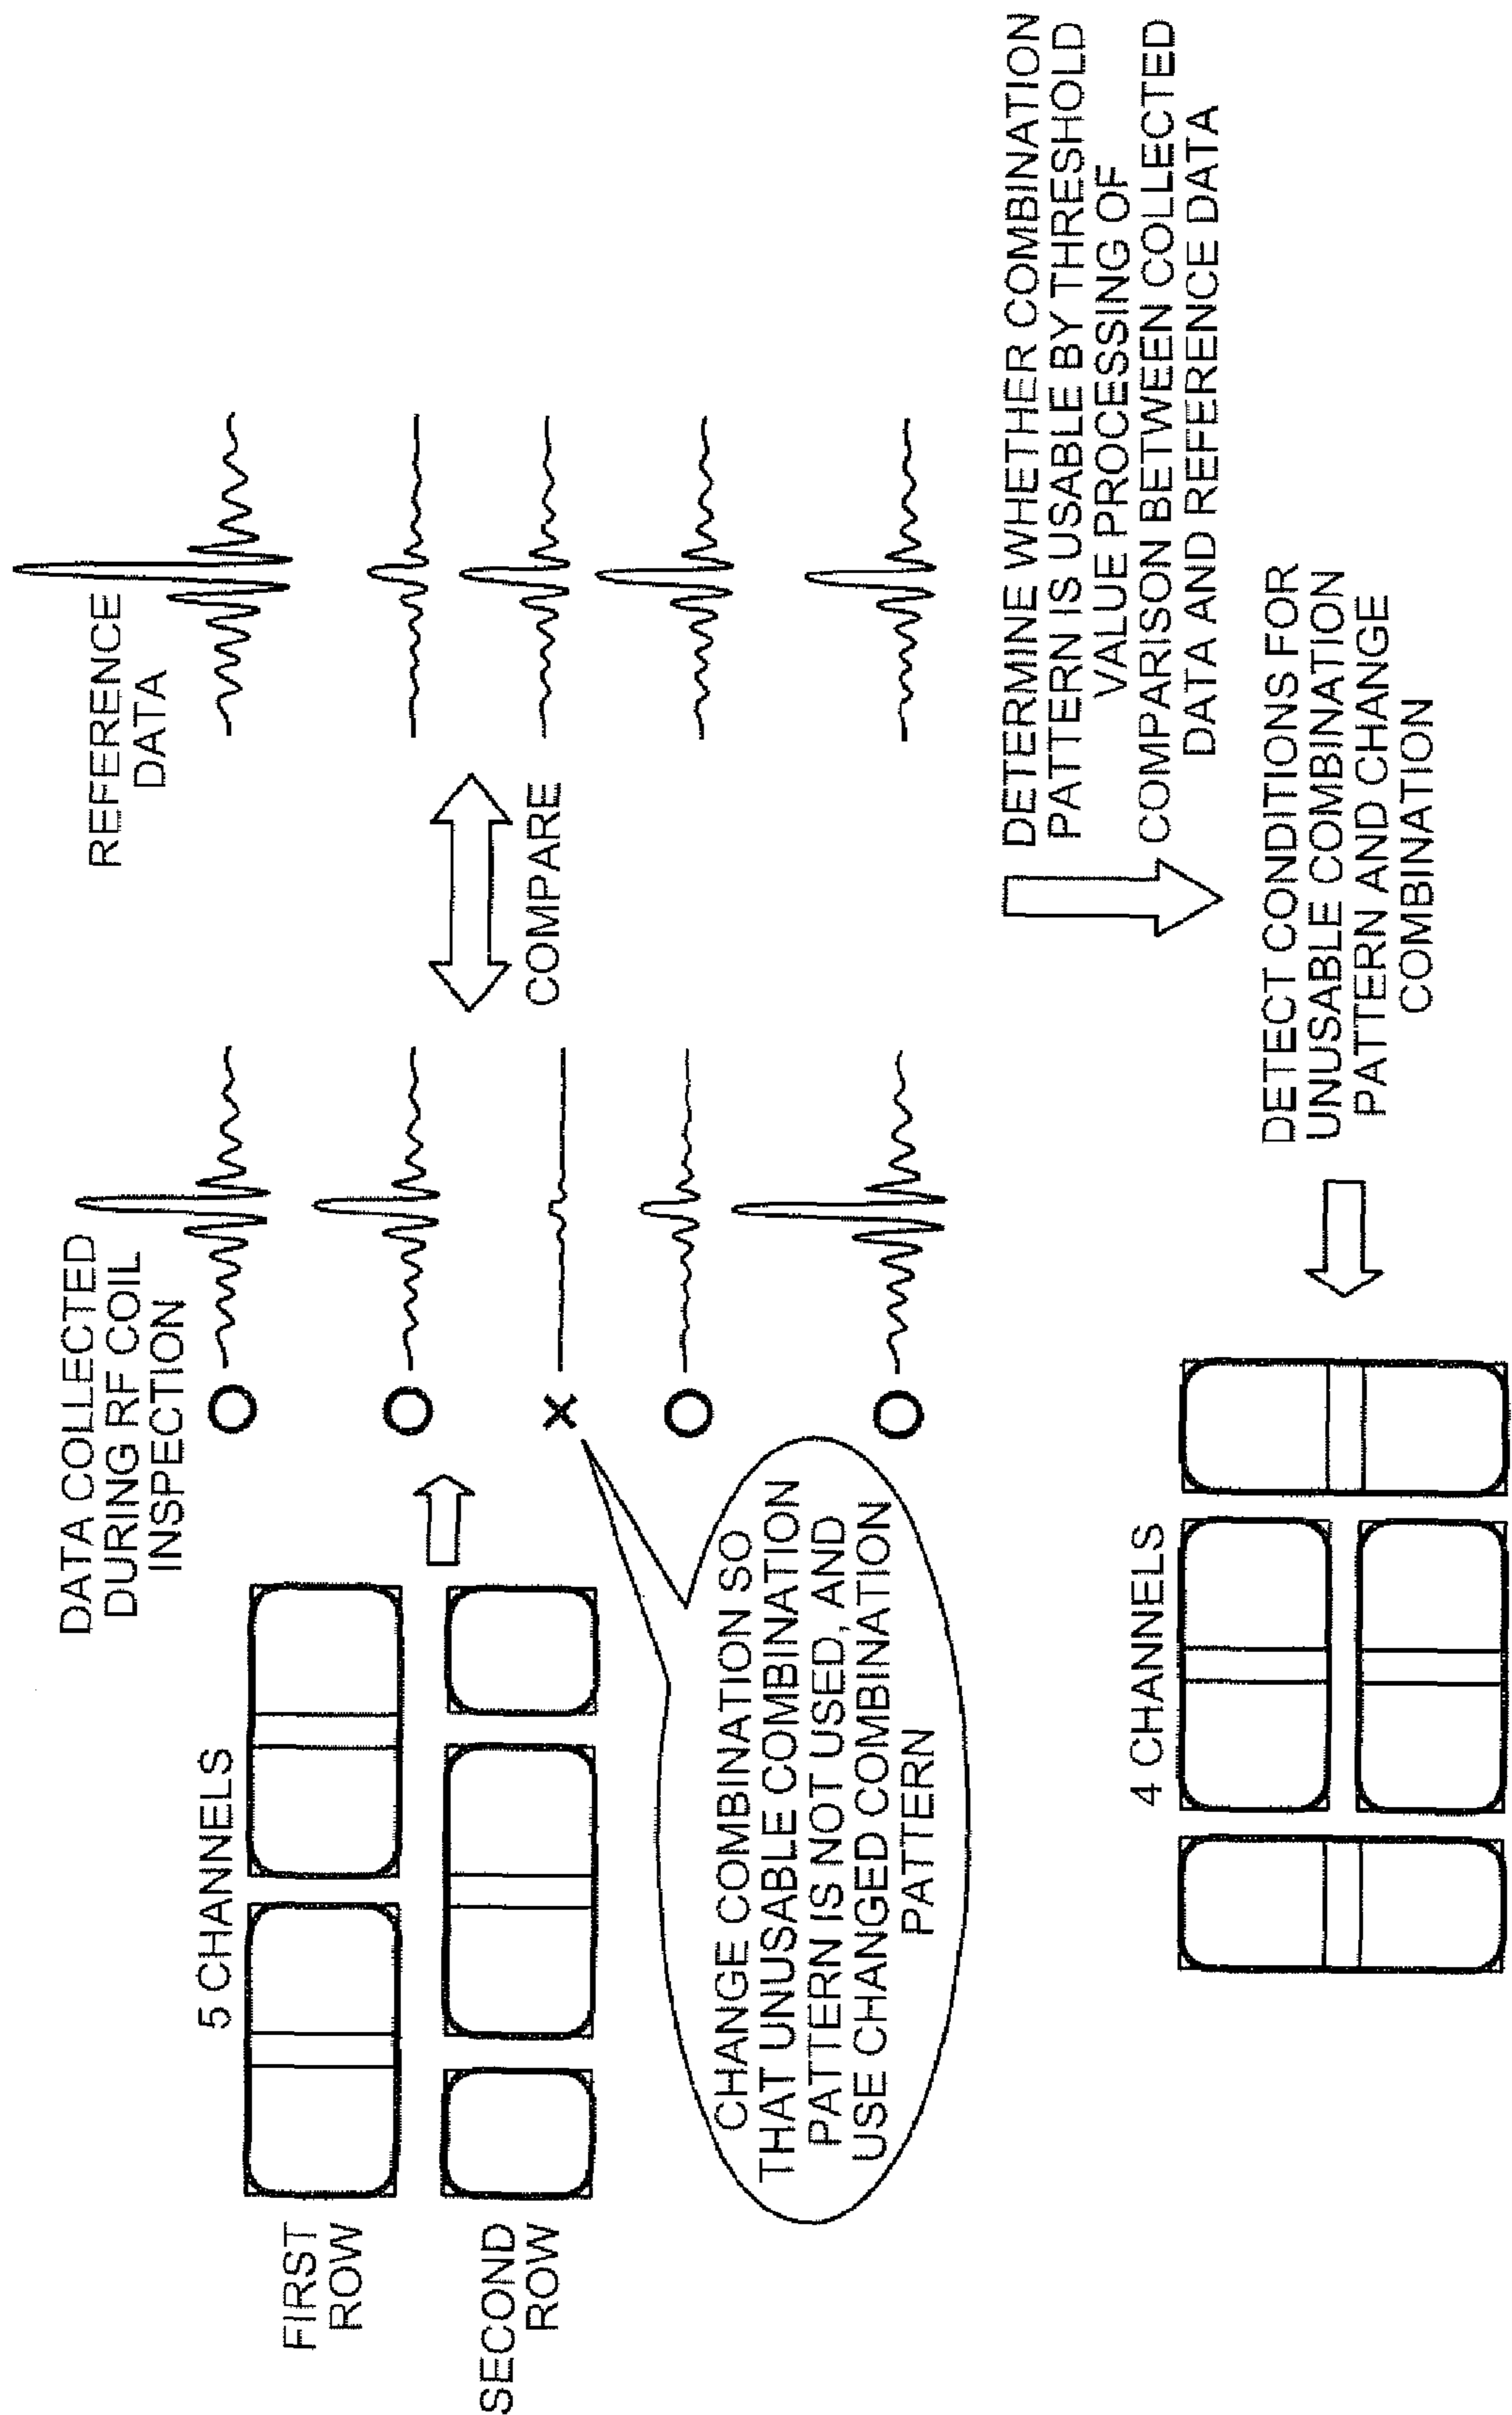 DATA COLLECTED
DURING RF COIL
INSPECTION
REFERENCE
DATA
5 CHANNELS
FIRST
ROW
SECOND
ROW
COMPARE
CHANGE COMBINATION SO
THAT UNUSABLE COMBINATION
PATTERN IS NOT USED, AND
USE CHANGED COMBINATION
PATTERN
DETERMINE WHETHER COMBINATION
PATTERN IS USABLE BY THRESHOLD
VALUE PROCESSING OF
COMPARISON BETWEEN COLLECTED
DATA AND REFERENCE DATA
4 CHANNELS
DETECT CONDITIONS FOR
UNUSABLE COMBINATION
PATTERN AND CHANGE
COMBINATION